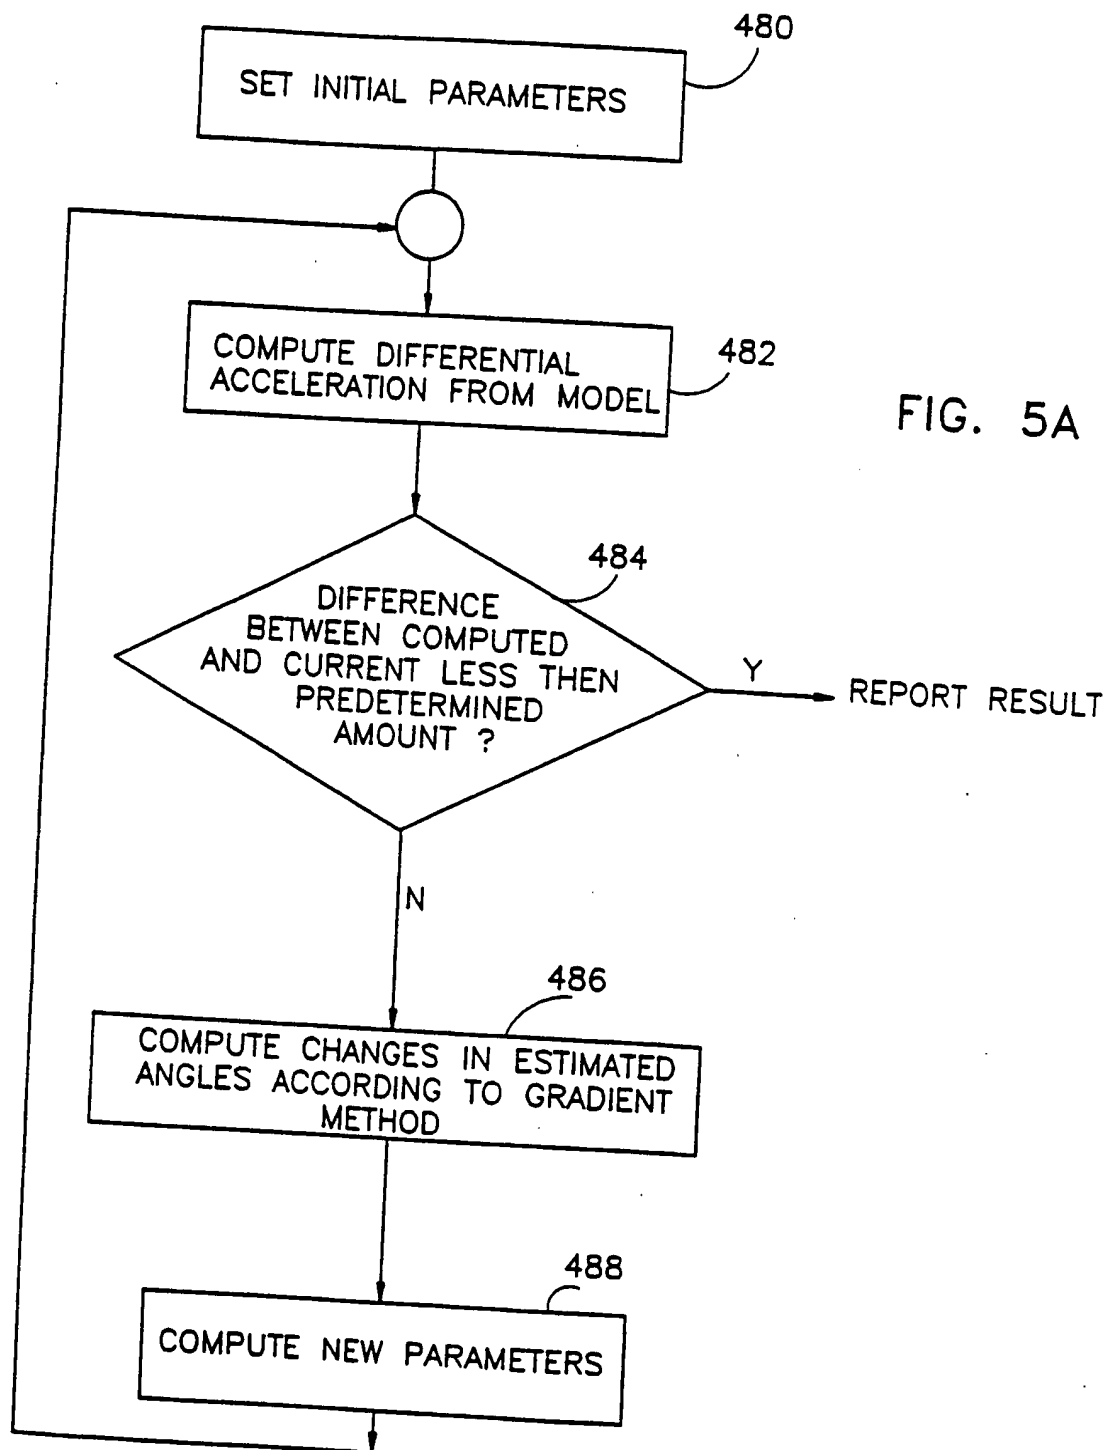 480
SET INITIAL PARAMETERS
482
COMPUTE DIFFERENTIAL
ACCELERATION FROM MODEL
FIG. 5A
484
DIFFERENCE
BETWEEN COMPUTED
AND CURRENT LESS THEN
PREDETERMINED
AMOUNT ?
Y
REPORT RESULT
N
486
COMPUTE CHANGES IN ESTIMATED
ANGLES ACCORDING TO GRADIENT
METHOD
488
COMPUTE NEW PARAMETERS